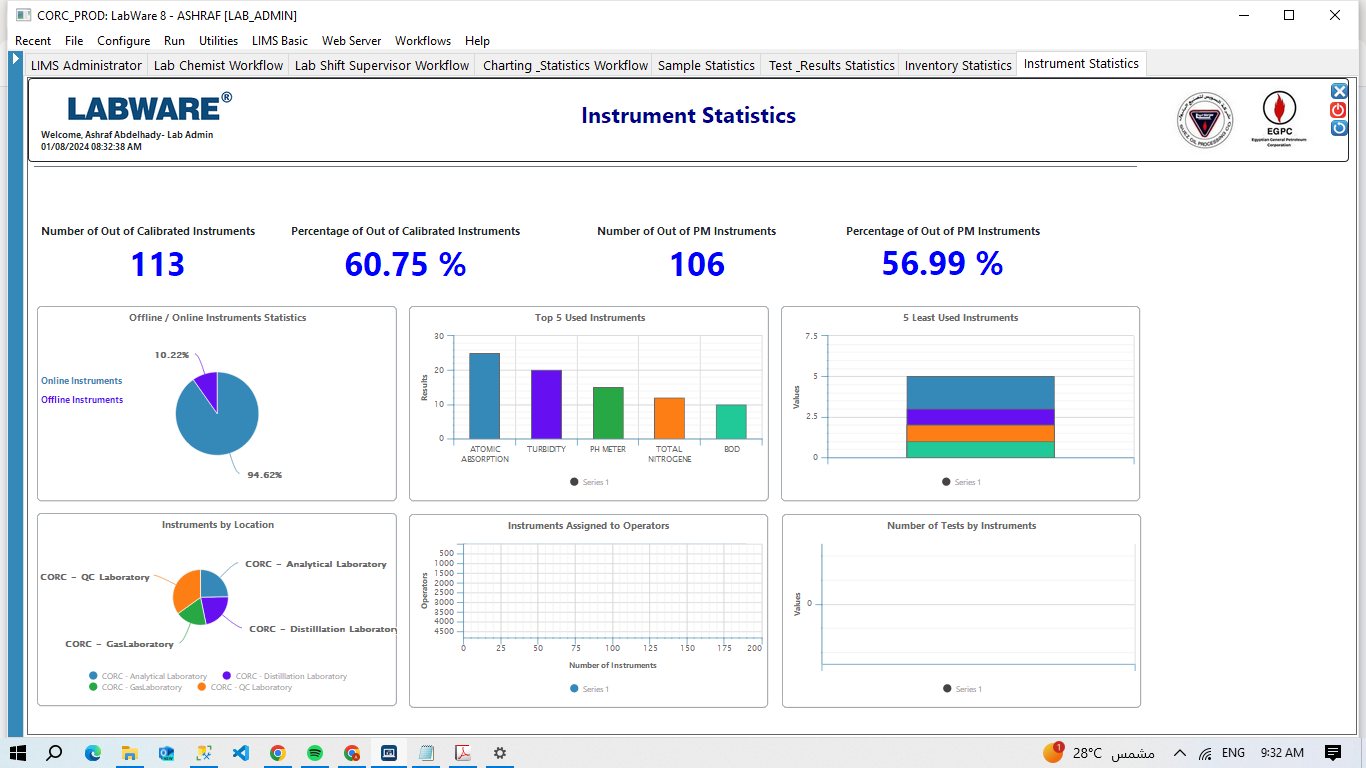 CORC_PROD: LabWare 8 - ASHRAF [LAB_ADMIN]
Recent File Configure Run Utilities LIMS Basic Web Server Workflows Help
LIMS Administrator Lab Chemist Workflow Lab Shift Supervisor Workflow Charting _Statistics Workflow Sample Statistics Test _Results Statistics Inventory Statistics Instrument Statistics
LABWARE®
Welcome, Ashraf Abdelhady- Lab Admin
01/08/2024 08:32:38 AM
Instrument Statistics
SUEZ OIL PROCESSING CO.
EGPC
Egyptian General Petroleum
Corporation
Number of Out of Calibrated Instruments
113
Percentage of Out of Calibrated Instruments
60.75 %
Number of Out of PM Instruments
106
Percentage of Out of PM Instruments
56.99 %
Offline / Online Instruments Statistics
10.22%
Online Instruments
Offline Instruments
94.62%
Top 5 Used Instruments
30
20
10
0
Results
ATOMIC ABSORPTION
TURBIDITY
PH METER
TOTAL NITROGENE
BOD
Series 1
5 Least Used Instruments
7.5
5
2.5
0
Values
Series 1
Instruments by Location
CORC - Analytical Laboratory
CORC - QC Laboratory
CORC - Distilllation Laboratory
CORC - GasLaboratory
CORC - Analytical Laboratory CORC - Distilllation Laboratory
CORC - GasLaboratory CORC - QC Laboratory
Instruments Assigned to Operators
500
1000
1500
2000
2500
3000
3500
4000
4500
Operators
0 25 50 75 100 125 150 175 200
Number of Instruments
Series 1
Number of Tests by Instruments
0
Values
Series 1
1 28°C مشمس ENG 9:32 AM